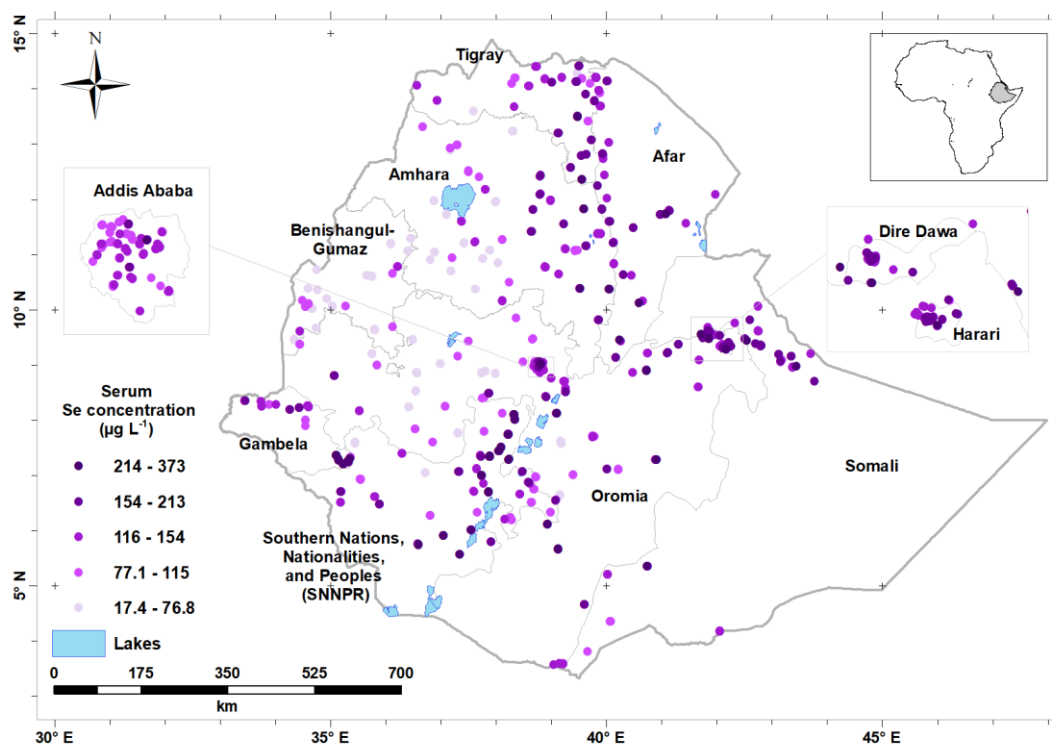 15° N
10° N
5° N
N
Tigray
Afar
Amhara
Addis Ababa
Benishangul-
Gumaz
Dire Dawa
Harari
Serum
Se concentration
(µg L⁻¹)
214 - 373
154 - 213
116 - 154
77.1 - 115
17.4 - 76.8
Lakes
Gambela
Oromia
Somali
Southern Nations,
Nationalities,
and Peoples
(SNNPR)
0 175 350 525 700
km
30° E 35° E 40° E 45° E